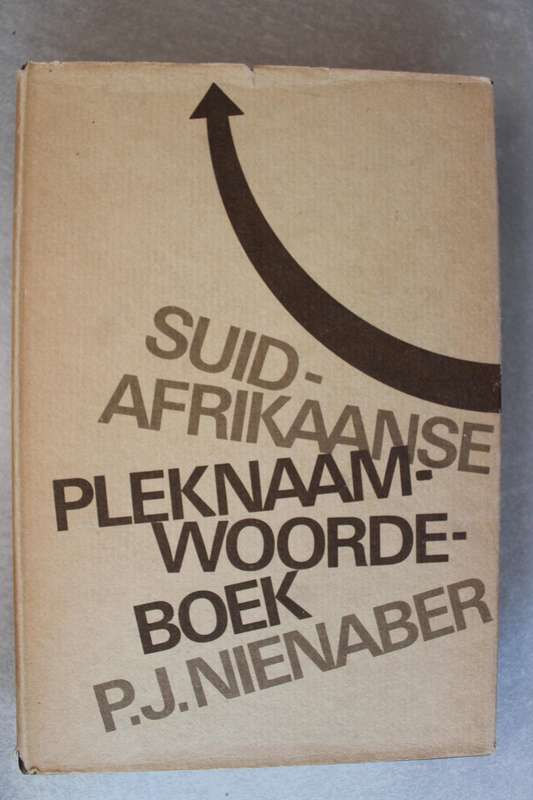 SUID-
AFRIKAANSE
PLEKNAAM-
WOORDE-
BOEK
P.J.NIENABER